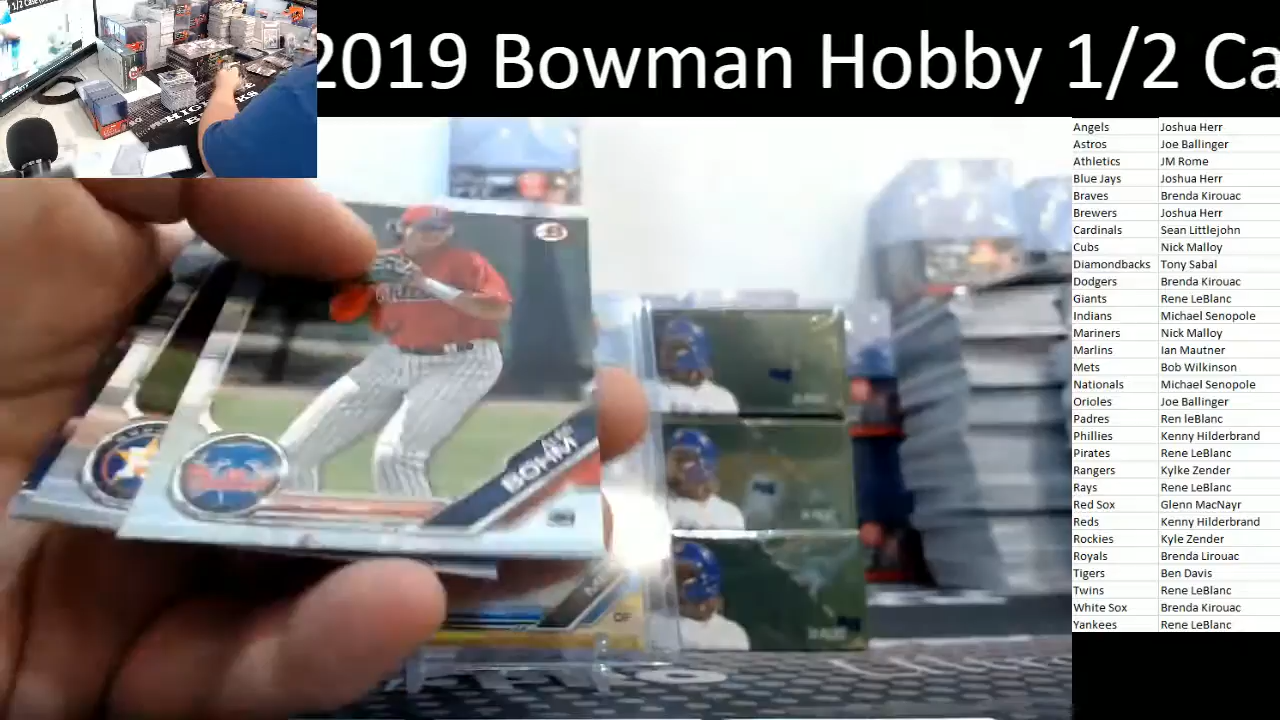 2019 Bowman Hobby 1/2 Ca
Angels Joshua Herr
Astros Joe Ballinger
Athletics JM Rome
Blue Jays Joshua Herr
Braves Brenda Kirouac
Brewers Joshua Herr
Cardinals Sean Littlejohn
Cubs Nick Malloy
Diamondbacks Tony Sabal
Dodgers Brenda Kirouac
Giants Rene LeBlanc
Indians Michael Senopole
Mariners Nick Malloy
Marlins Ian Mautner
Mets Bob Wilkinson
Nationals Michael Senopole
Orioles Joe Ballinger
Padres Ren leBlanc
Phillies Kenny Hilderbrand
Pirates Rene LeBlanc
Rangers Kylke Zender
Rays Rene LeBlanc
Red Sox Glenn MacNayr
Reds Kenny Hilderbrand
Rockies Kyle Zender
Royals Brenda Lirouac
Tigers Ben Davis
Twins Rene LeBlanc
White Sox Brenda Kirouac
Yankees Rene LeBlanc
BOHM
OF